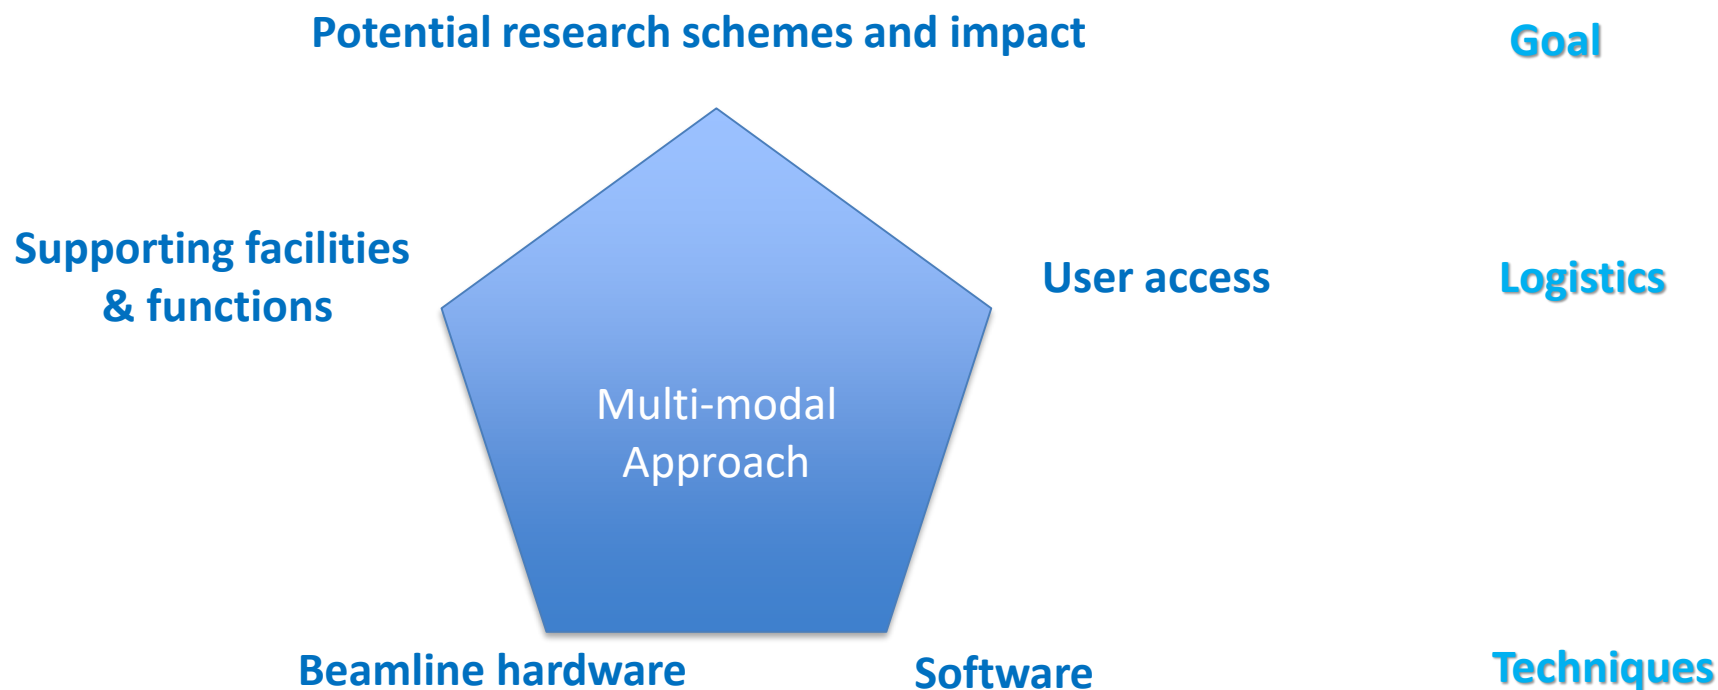 Potential research schemes and impact
Goal
Supporting facilities
& functions
User access
Logistics
Multi-modal
Approach
Beamline hardware
Software
Techniques